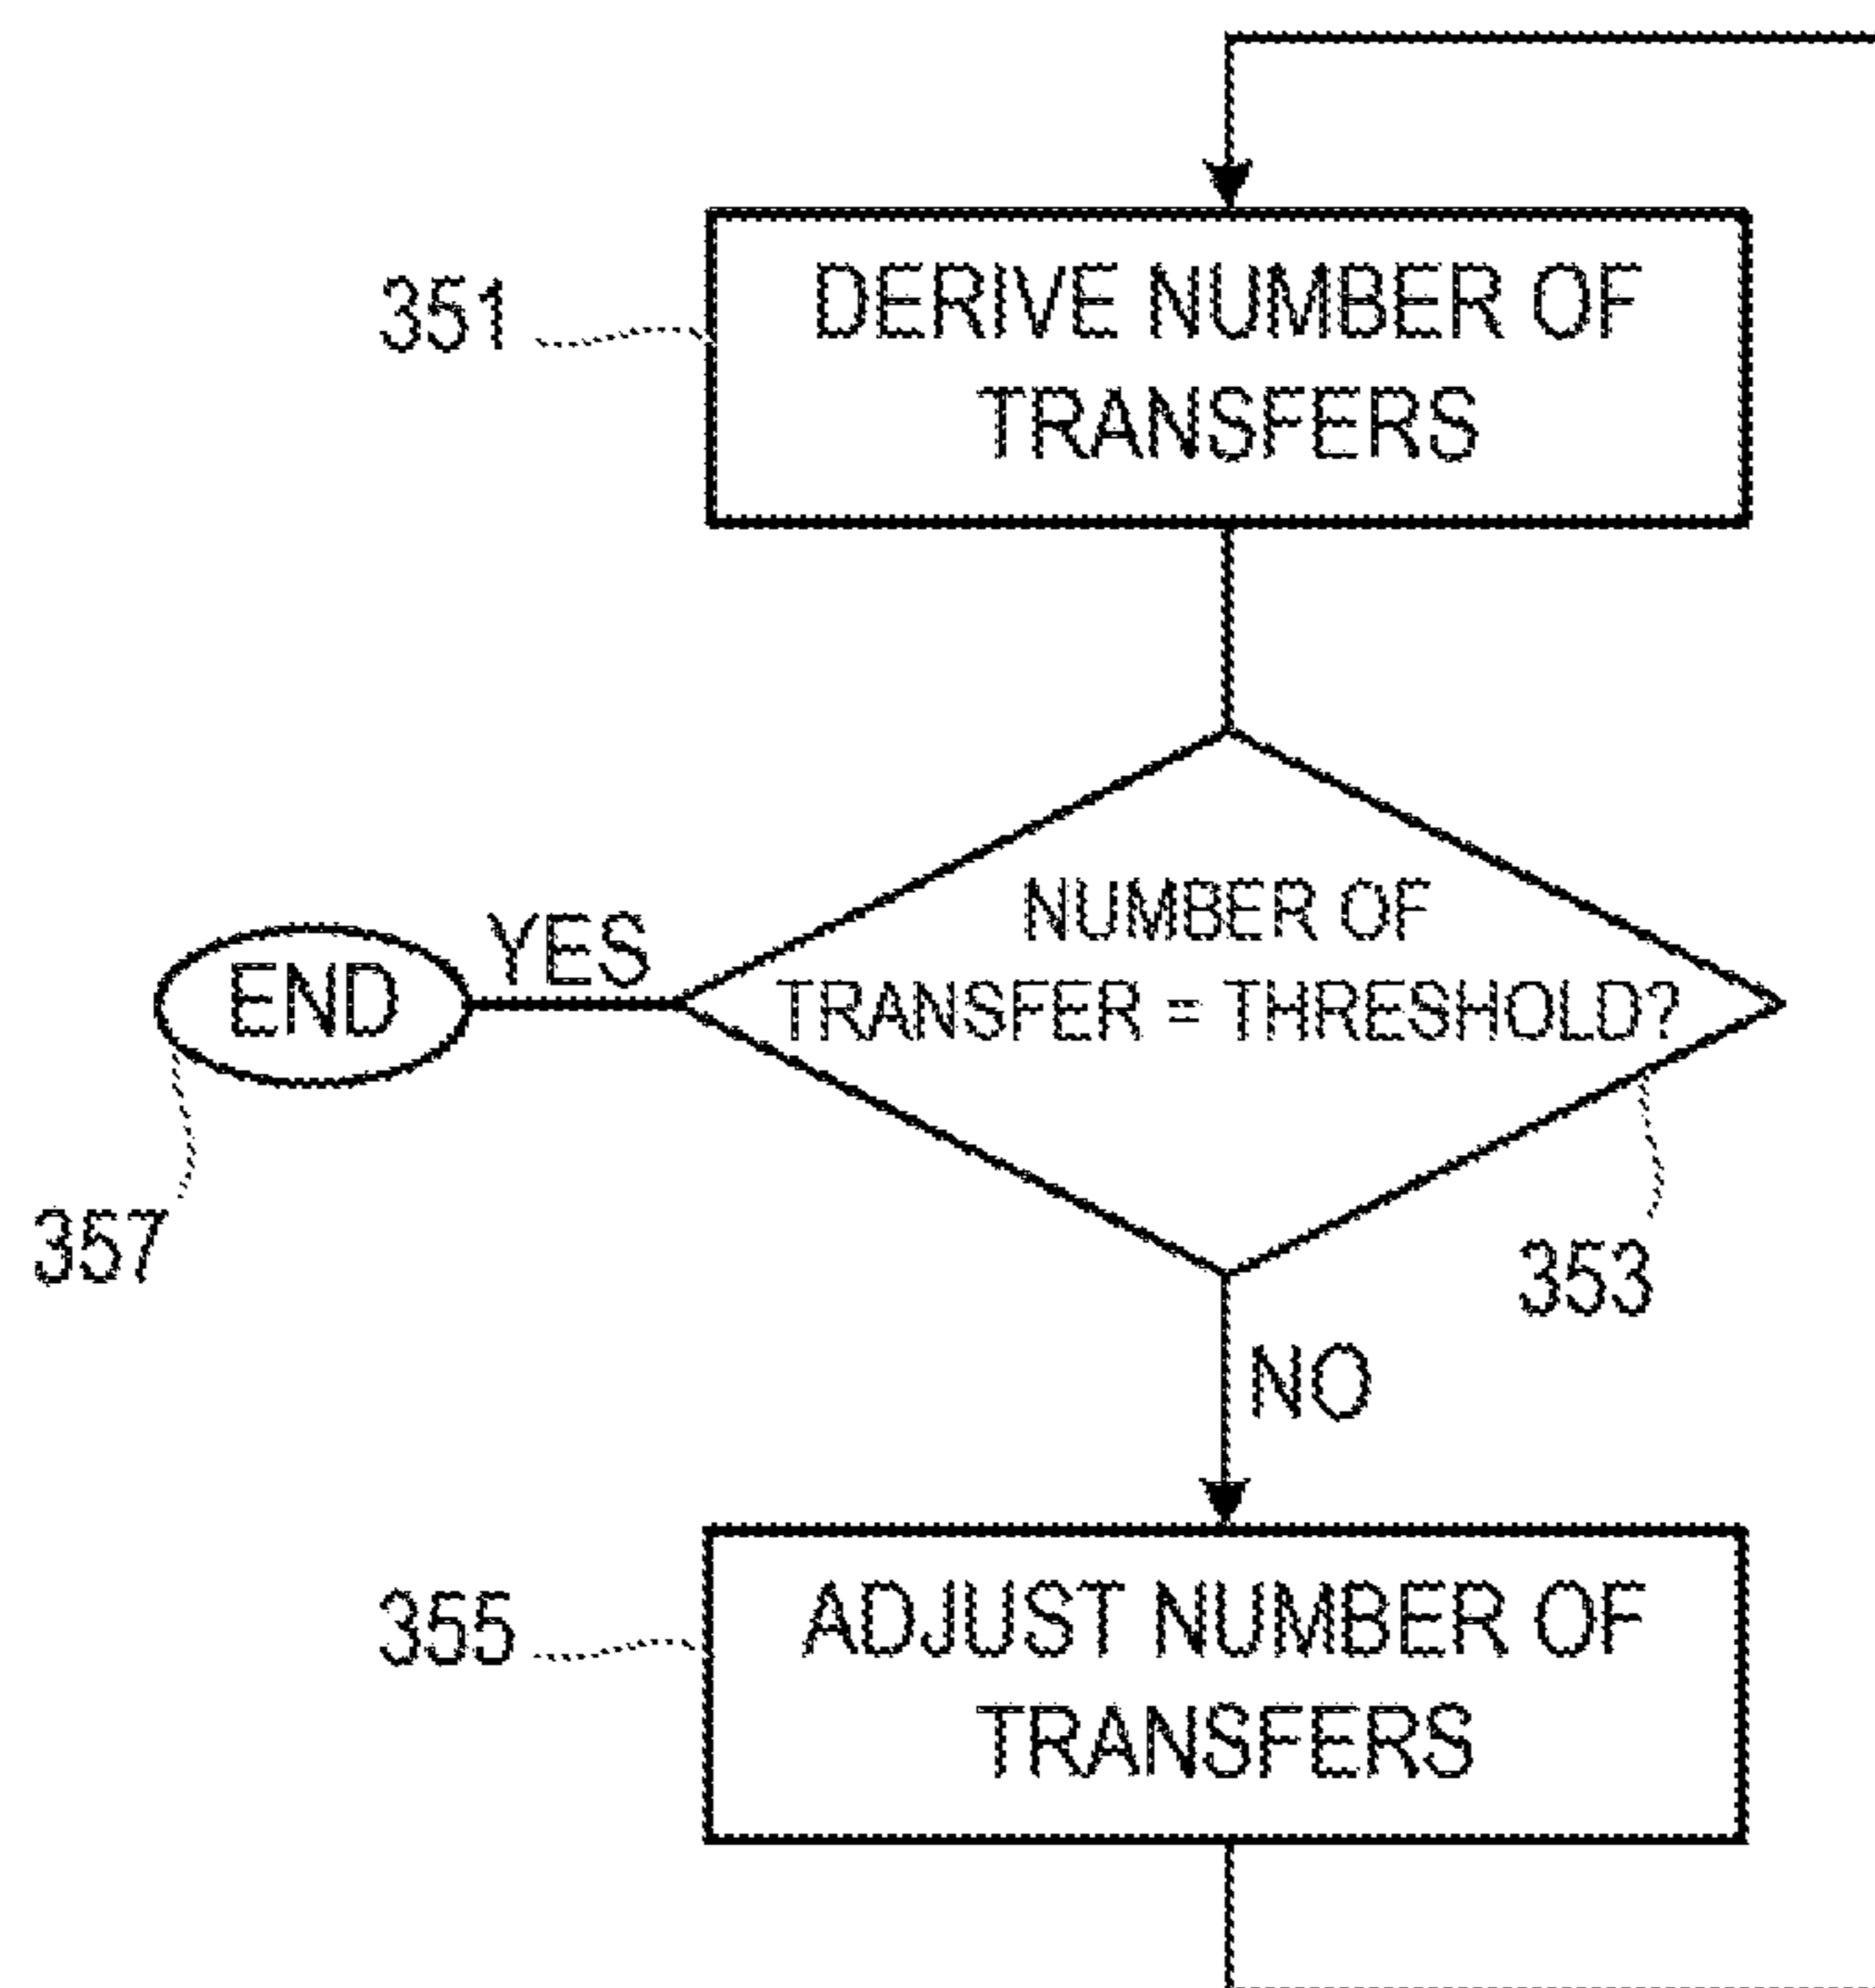 351
DERIVE NUMBER OF
TRANSFERS
NUMBER OF
TRANSFER = THRESHOLD?
YES
END
357
353
NO
355
ADJUST NUMBER OF
TRANSFERS